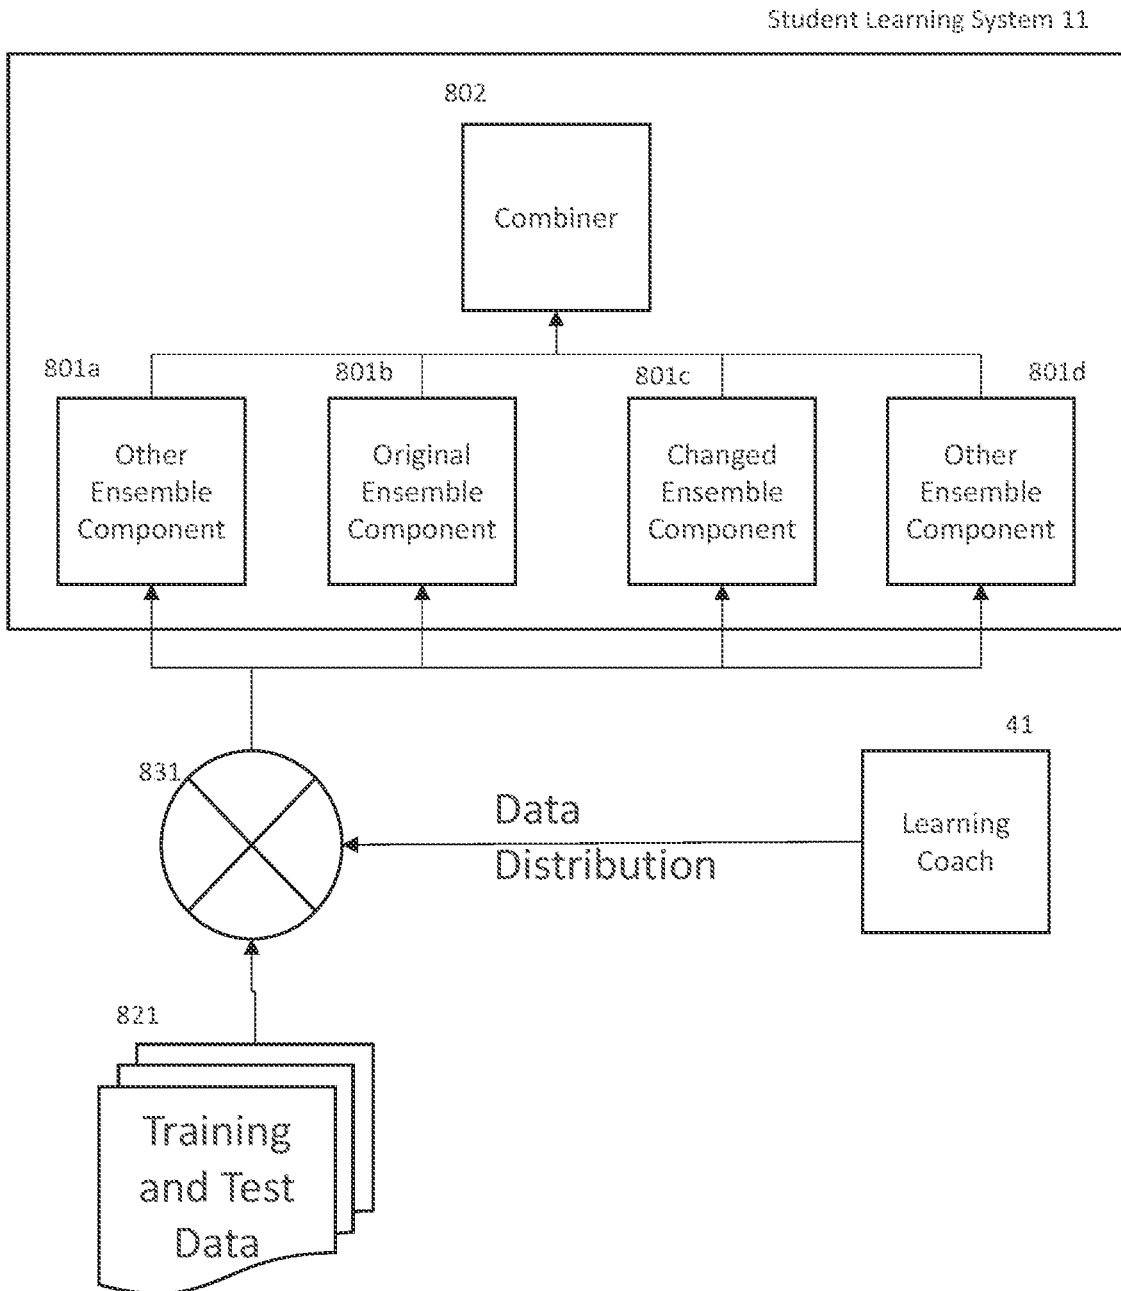 Student Learning System 11
802
Combiner
801a
801b
801c
801d
Other
Ensemble
Component
Original
Ensemble
Component
Changed
Ensemble
Component
Other
Ensemble
Component
831
Data
Distribution
41
Learning
Coach
821
Training
and Test
Data